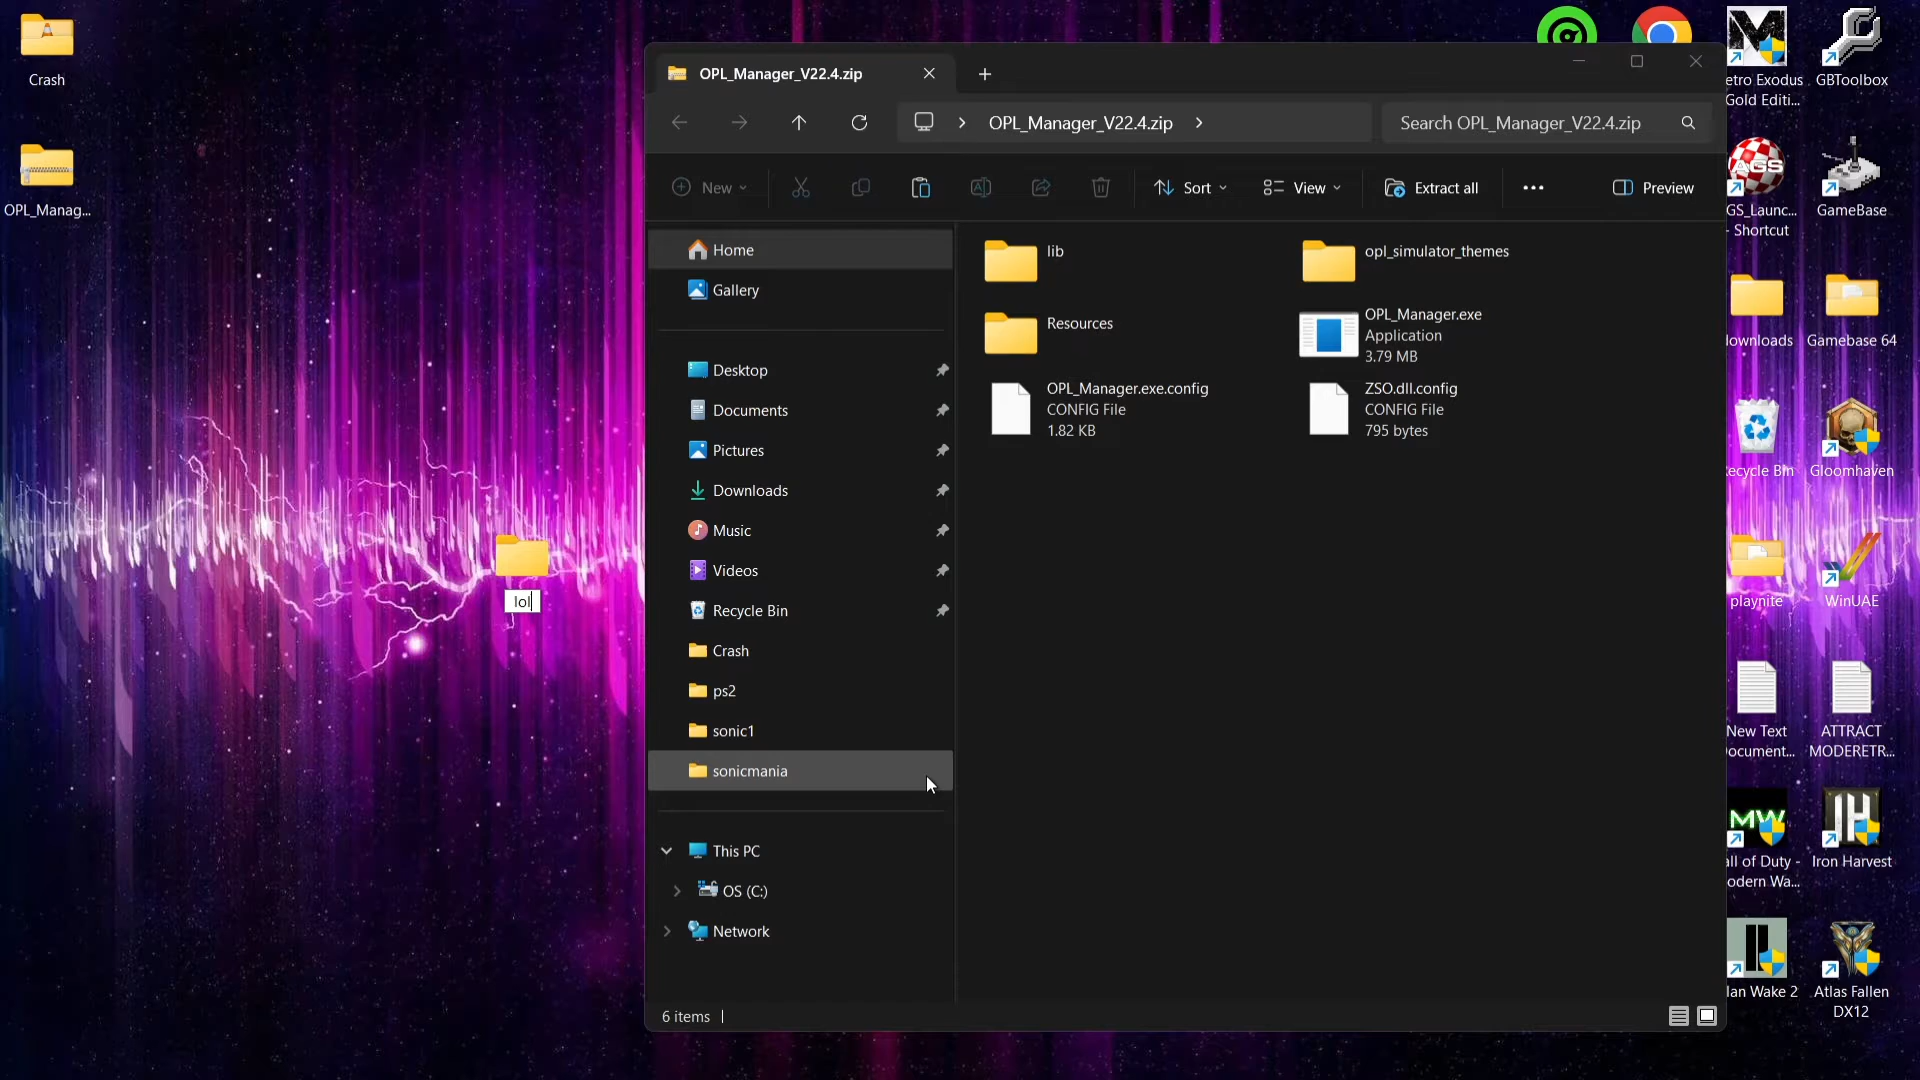 Crash
OPL_Manag...
lol
OPL_Manager_V22.4.zip
OPL_Manager_V22.4.zip
Search OPL_Manager_V22.4.zip
New
Sort
View
Extract all
Preview
Home
Gallery
Desktop
Documents
Pictures
Downloads
Music
Videos
Recycle Bin
Crash
ps2
sonic1
sonicmania
This PC
OS (C:)
Network
lib
opl_simulator_themes
Resources
OPL_Manager.exe
Application
3.79 MB
OPL_Manager.exe.config
CONFIG File
1.82 KB
ZSO.dll.config
CONFIG File
795 bytes
6 items
etro Exodus
Gold Editi...
GBToolbox
AGS
GS_Launc...
- Shortcut
GameBase
ownloads
Gamebase 64
ecycle Bin
Gloomhaven
playnite
WinUAE
New Text
ocument...
ATTRACT
MODERETR...
MW
all of Duty -
odern Wa...
Iron Harvest
lan Wake 2
Atlas Fallen
DX12